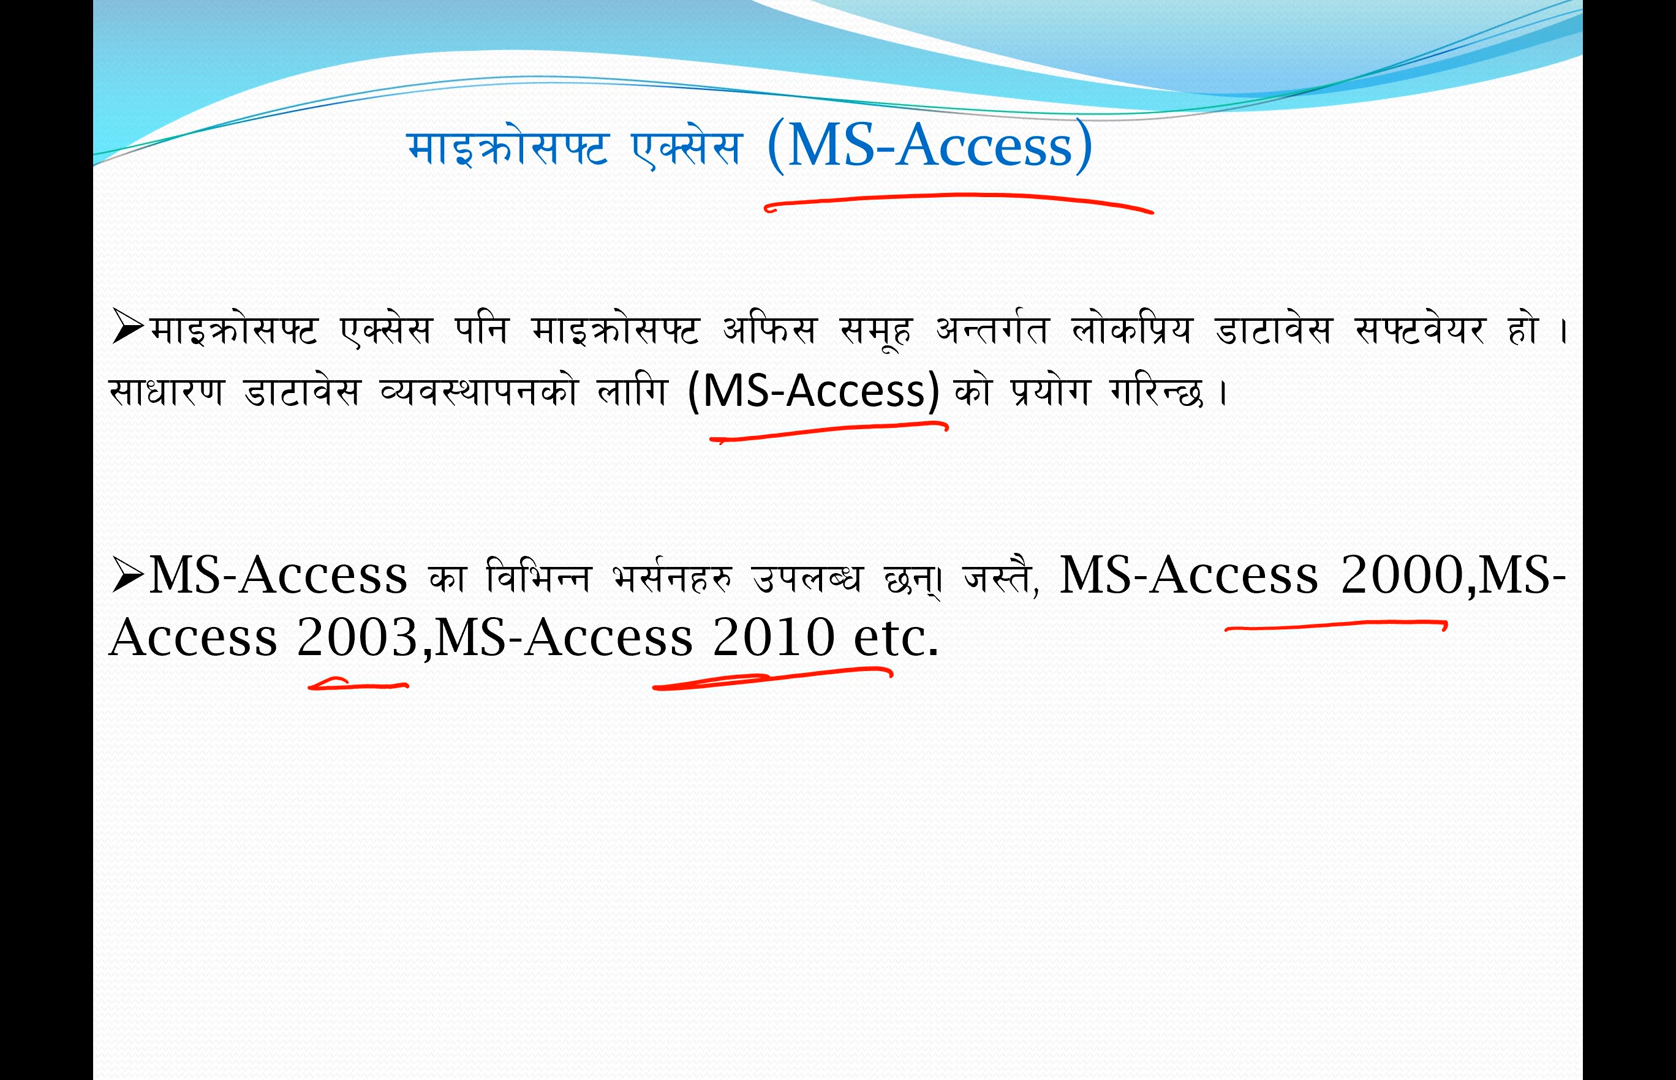 माइक्रोसफ्ट एक्सेस (MS-Access)
➢माइक्रोसफ्ट एक्सेस पनि माइक्रोसफ्ट अफिस समूह अन्तर्गत लोकप्रिय डाटावेस सफ्टवेयर हो ।
साधारण डाटावेस व्यवस्थापनको लागि (MS-Access) को प्रयोग गरिन्छ ।
➢MS-Access का विभिन्न भर्सनहरु उपलब्ध छन्। जस्तै, MS-Access 2000,MS-
Access 2003,MS-Access 2010 etc.